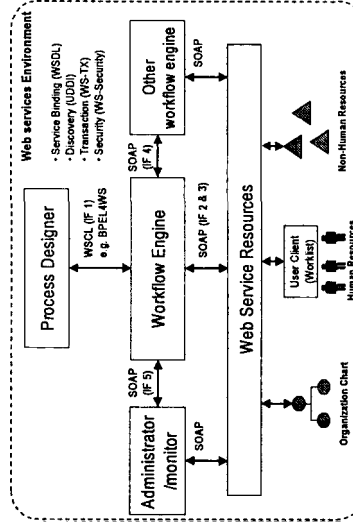 Web services Environment
• Service Binding (WSDL)
• Discovery (UDDI)
• Transaction (WS-TX)
• Security (WS-Security)
Process Designer
WSCL (IF 1)
e.g. BPEL4WS
Administrator
/monitor
SOAP
(IF 5)
Workflow Engine
SOAP
(IF 4)
Other
workflow engine
SOAP
SOAP (IF 2 & 3)
SOAP
Web Service Resources
Organization Chart
User Client
(Worklist)
Human Resources
Non-Human Resources